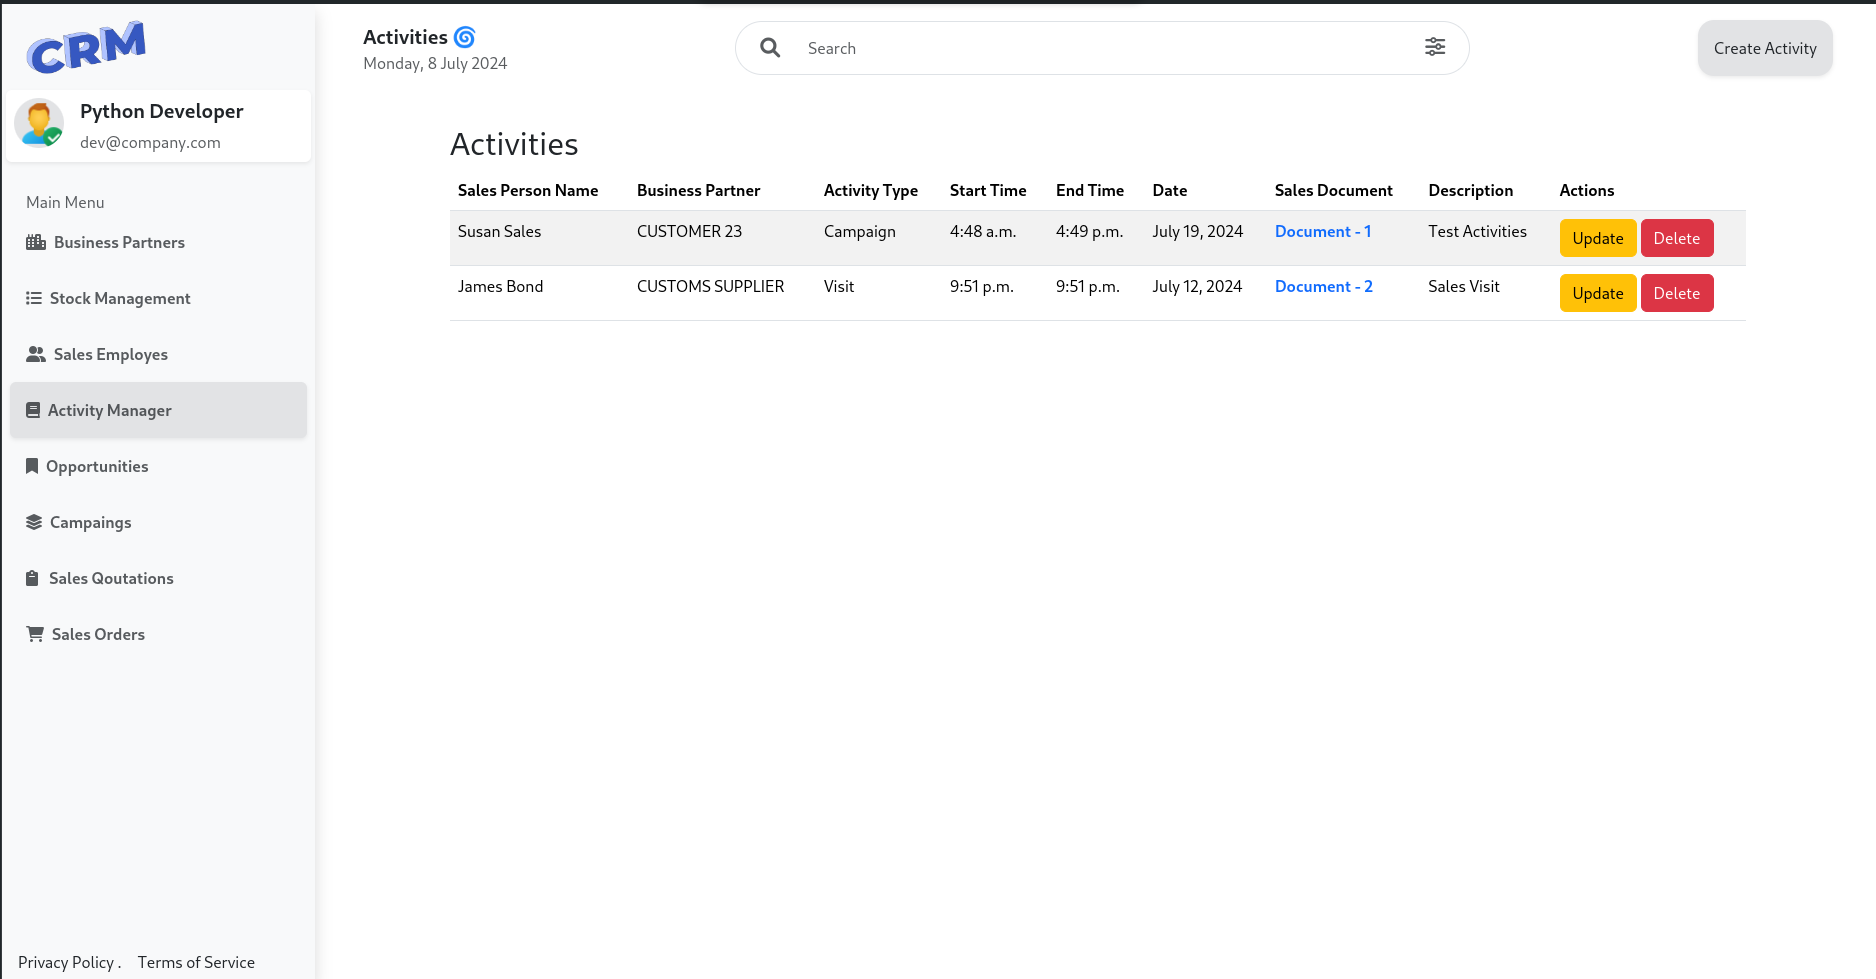 CRM
Python Developer
dev@company.com
Main Menu
Business Partners
Stock Management
Sales Employes
Activity Manager
Opportunities
Campaings
Sales Qoutations
Sales Orders
Privacy Policy . Terms of Service
Activities
Monday, 8 July 2024
Search
Create Activity
Activities
Sales Person Name Business Partner Activity Type Start Time End Time Date Sales Document Description Actions
Susan Sales CUSTOMER 23 Campaign 4:48 a.m. 4:49 p.m. July 19, 2024 Document - 1 Test Activities Update Delete
James Bond CUSTOMS SUPPLIER Visit 9:51 p.m. 9:51 p.m. July 12, 2024 Document - 2 Sales Visit Update Delete